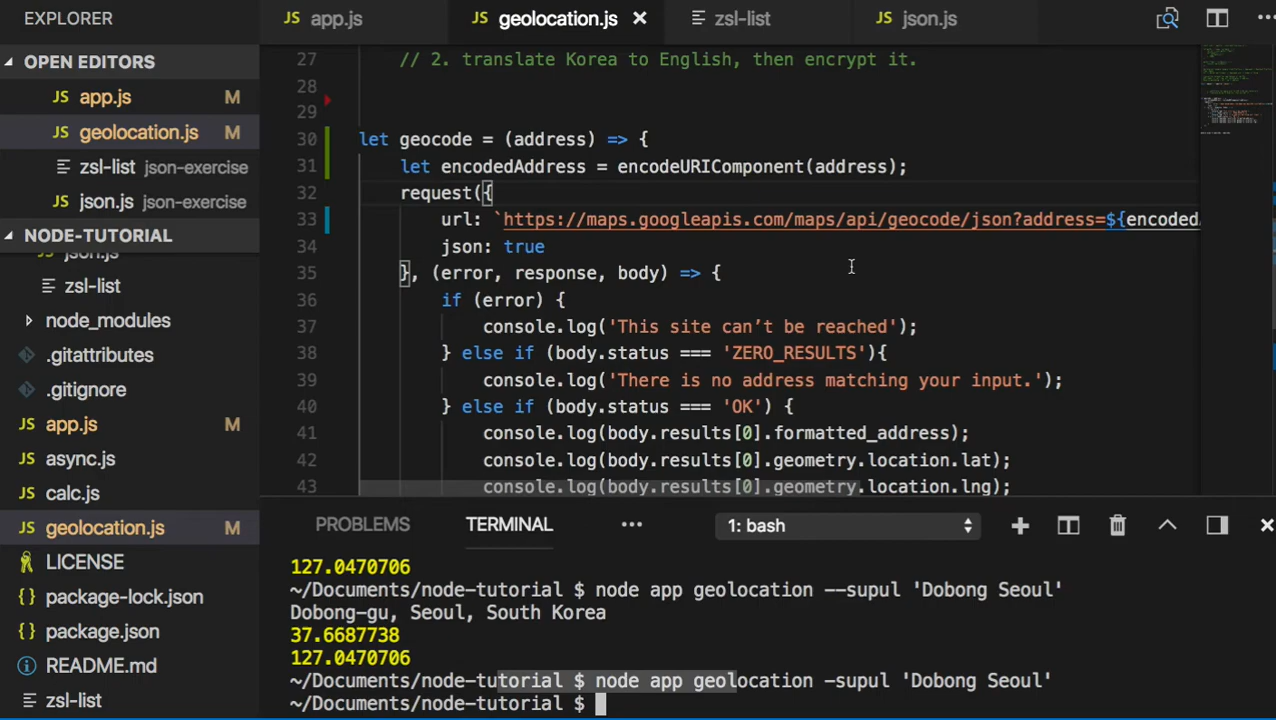 EXPLORER
JS app.js
JS geolocation.js
zsl-list
JS json.js
OPEN EDITORS
JS app.js M
JS geolocation.js M
zsl-list json-exercise
JS json.js json-exercise
NODE-TUTORIAL
json.js
zsl-list
node_modules
.gitattributes
.gitignore
JS app.js M
JS async.js
JS calc.js
JS geolocation.js M
LICENSE
{} package-lock.json
{} package.json
README.md
zsl-list
27 // 2. translate Korea to English, then encrypt it.
28
29
30 let geocode = (address) => {
31 let encodedAddress = encodeURIComponent(address);
32 request({
33 url: `https://maps.googleapis.com/maps/api/geocode/json?address=${encoded
34 json: true
35 }, (error, response, body) => {
36 if (error) {
37 console.log('This site can’t be reached');
38 } else if (body.status === 'ZERO_RESULTS'){
39 console.log('There is no address matching your input.');
40 } else if (body.status === 'OK') {
41 console.log(body.results[0].formatted_address);
42 console.log(body.results[0].geometry.location.lat);
43 console.log(body.results[0].geometry.location.lng);
PROBLEMS TERMINAL ••• 1: bash
127.0470706
~/Documents/node-tutorial $ node app geolocation --supul 'Dobong Seoul'
Dobong-gu, Seoul, South Korea
37.6687738
127.0470706
~/Documents/node-tutorial $ node app geolocation -supul 'Dobong Seoul'
~/Documents/node-tutorial $